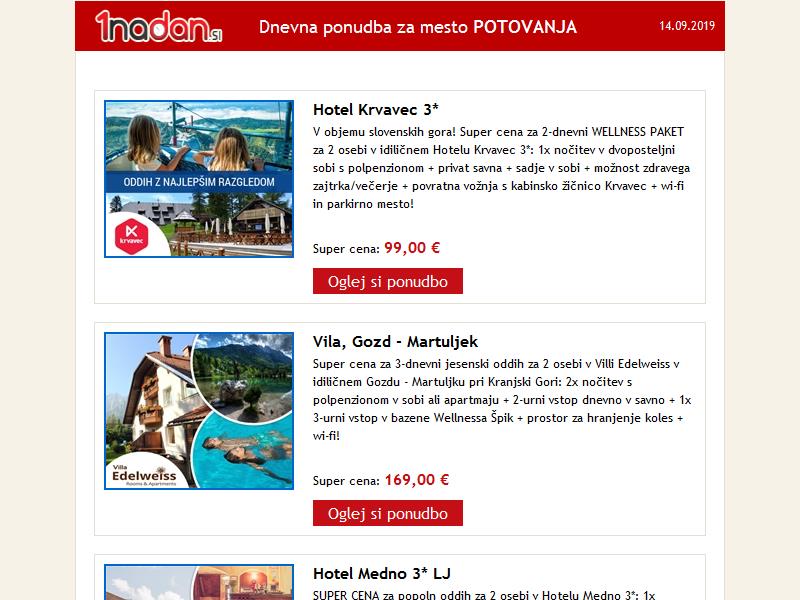 1nadan.si
Dnevna ponudba za mesto POTOVANJA
14.09.2019
Hotel Krvavec 3*
V objemu slovenskih gora! Super cena za 2-dnevni WELLNESS PAKET
za 2 osebi v idiličnem Hotelu Krvavec 3*: 1x nočitev v dvoposteljni
sobi s polpenzionom + privat savna + sadje v sobi + možnost zdravega
zajtrka/večerje + povratna vožnja s kabinsko žičnico Krvavec + wi-fi
in parkirno mesto!
ODDIH Z NAJLEPŠIM RAZGLEDOM
krvavec
Super cena: 99,00 €
Oglej si ponudbo
Vila, Gozd - Martuljek
Super cena za 3-dnevni jesenski oddih za 2 osebi v Villi Edelweiss v
idiličnem Gozdu - Martuljku pri Kranjski Gori: 2x nočitev s
polpenzionom v sobi ali apartmaju + 2-urni vstop dnevno v savno + 1x
3-urni vstop v bazene Wellnessa Špik + prostor za hranjenje koles +
wi-fi!
Villa
Edelweiss
Rooms & Apartments
Super cena: 169,00 €
Oglej si ponudbo
Hotel Medno 3* LJ
SUPER CENA za popoln oddih za 2 osebi v Hotelu Medno 3*: 1x